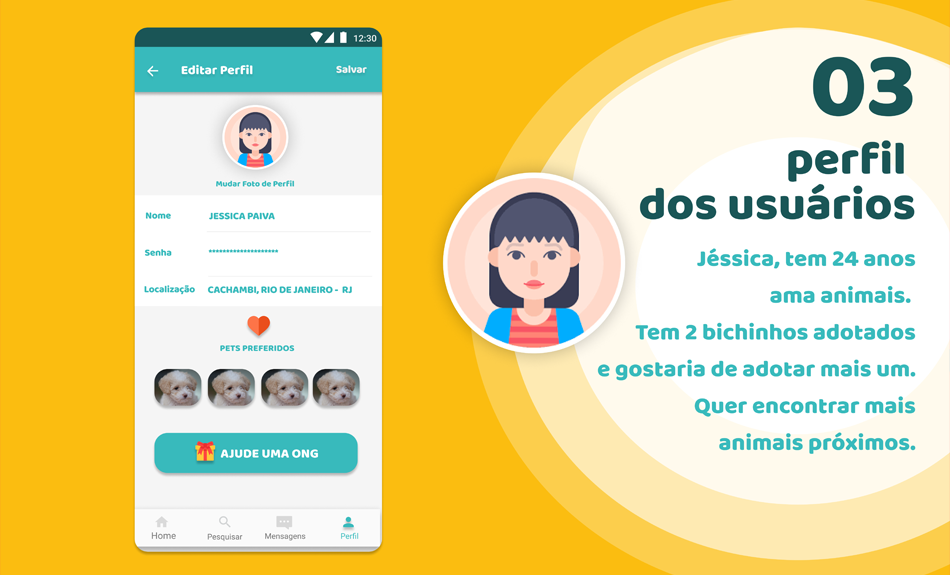 12:30
Editar Perfil
Salvar
Mudar Foto de Perfil
Nome
JESSICA PAIVA
Senha
********************
Localização
CACHAMBI, RIO DE JANEIRO - RJ
PETS PREFERIDOS
AJUDE UMA ONG
Home
Pesquisar
Mensagens
Perfil
03
perfil
dos usuários
Jéssica, tem 24 anos
ama animais.
Tem 2 bichinhos adotados
e gostaria de adotar mais um.
Quer encontrar mais
animais próximos.